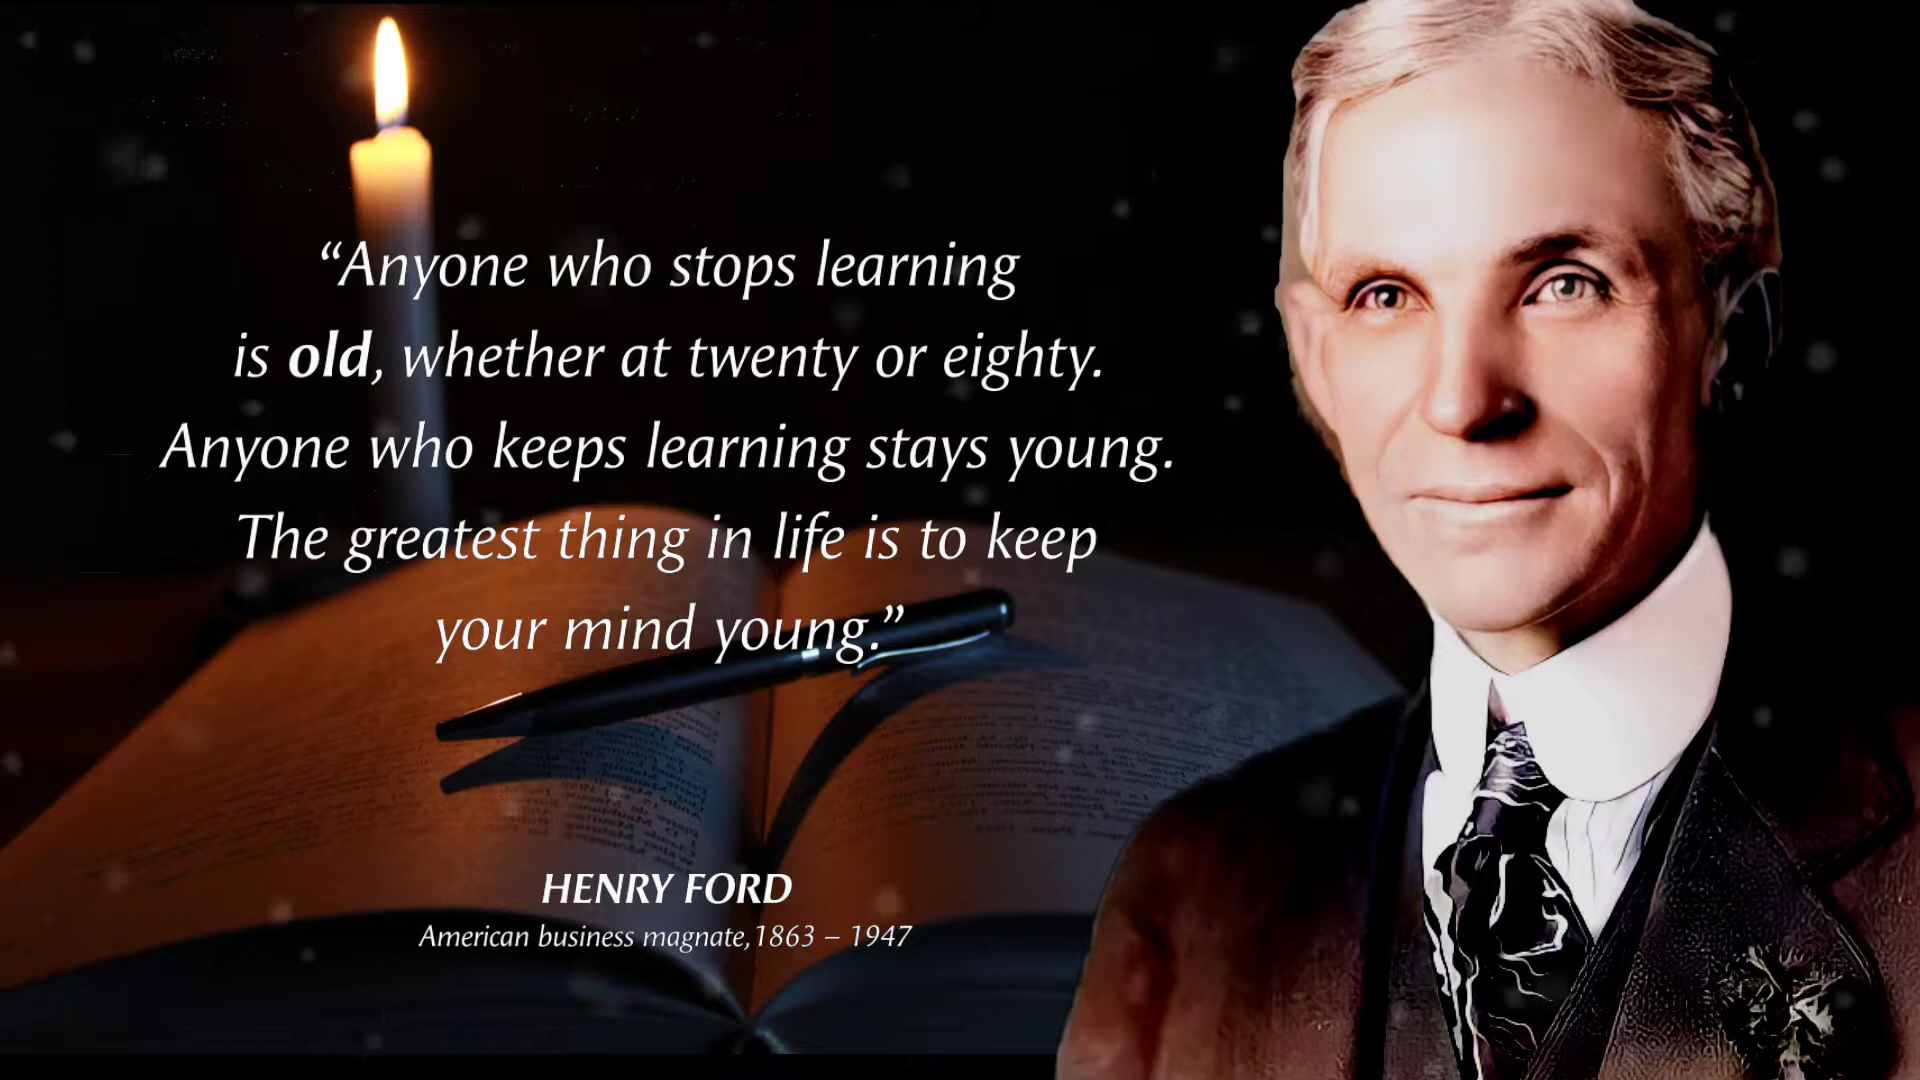 “Anyone who stops learning
is old, whether at twenty or eighty.
Anyone who keeps learning stays young.
The greatest thing in life is to keep
your mind young.”
HENRY FORD
American business magnate,1863 – 1947